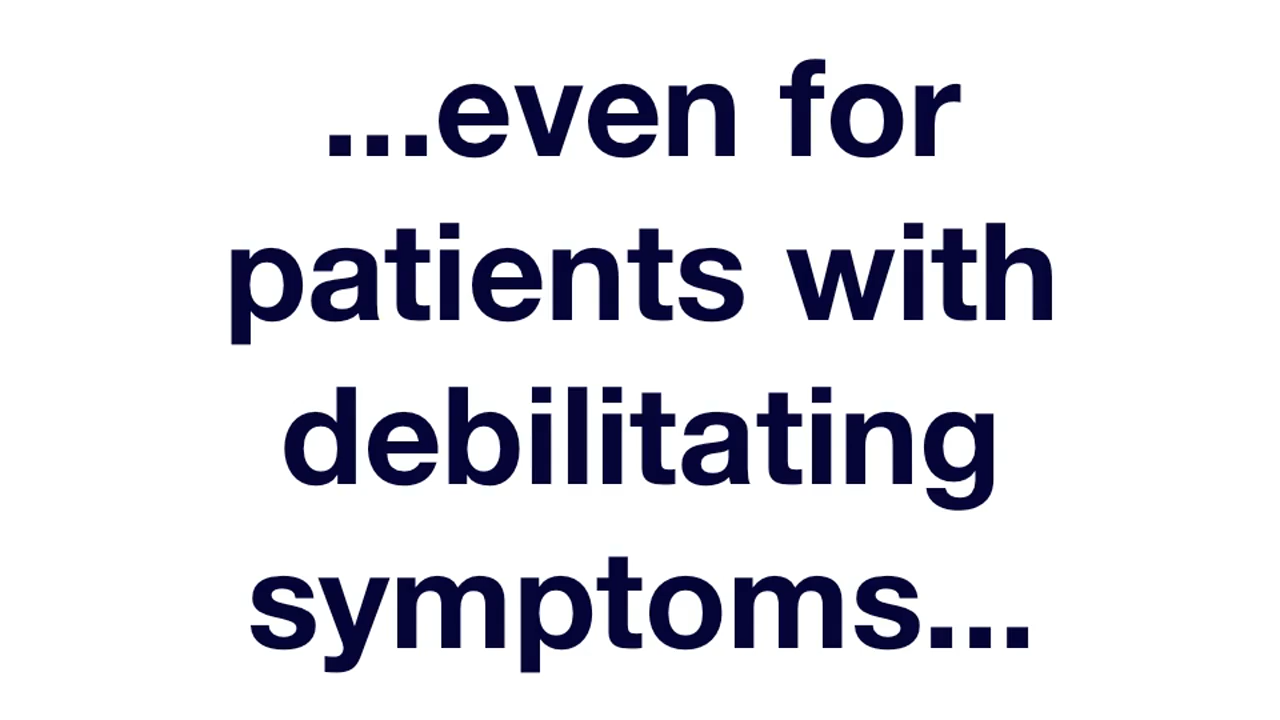 ...even for
patients with
debilitating
symptoms...